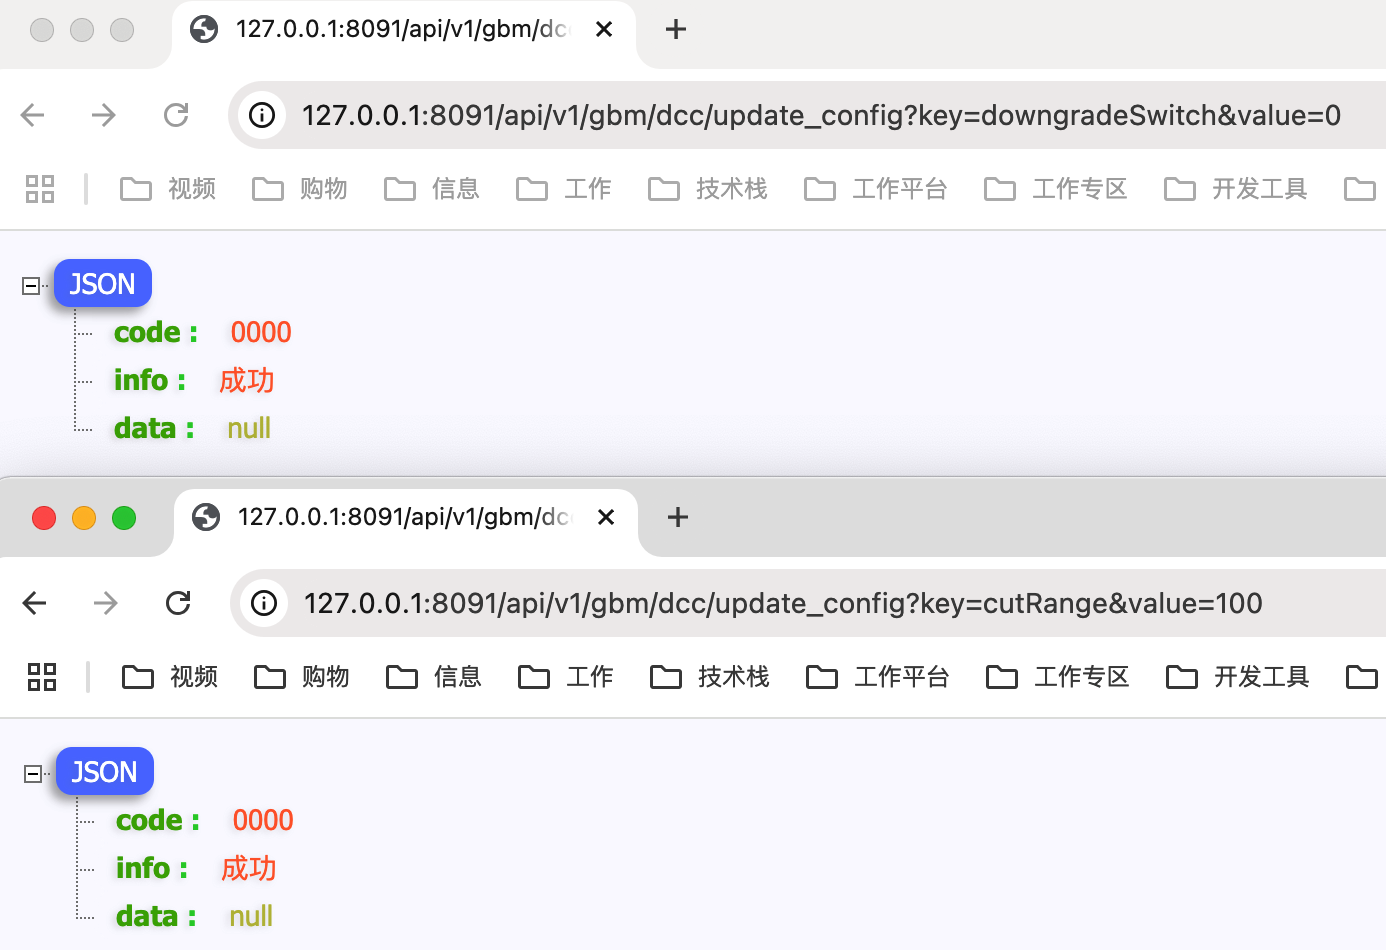 127.0.0.1:8091/api/v1/gbm/dc
127.0.0.1:8091/api/v1/gbm/dcc/update_config?key=downgradeSwitch&value=0
视频 购物 信息 工作 技术栈 工作平台 工作专区 开发工具
JSON
code : 0000
info : 成功
data : null
127.0.0.1:8091/api/v1/gbm/dc
127.0.0.1:8091/api/v1/gbm/dcc/update_config?key=cutRange&value=100
视频 购物 信息 工作 技术栈 工作平台 工作专区 开发工具
JSON
code : 0000
info : 成功
data : null